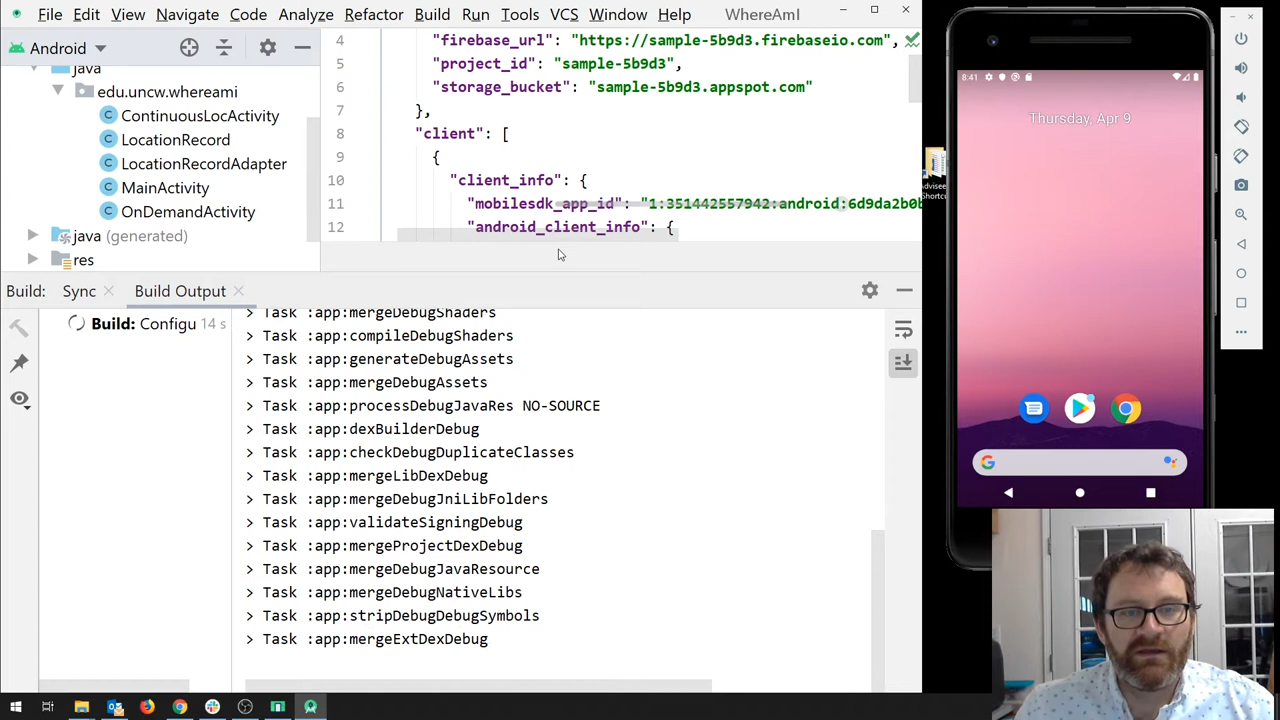 File Edit View Navigate Code Analyze Refactor Build Run Tools VCS Window Help WhereAmI
Android
java
edu.uncw.whereami
ContinuousLocActivity
LocationRecord
LocationRecordAdapter
MainActivity
OnDemandActivity
java (generated)
res
4 "firebase_url": "https://sample-5b9d3.firebaseio.com",
5 "project_id": "sample-5b9d3",
6 "storage_bucket": "sample-5b9d3.appspot.com"
7 },
8 "client": [
9 {
10 "client_info": {
11 "mobilesdk_app_id": "1:351442557942:android:6d9da2b0b
12 "android_client_info": {
Build: Sync Build Output
Build: Configu 14 s
> Task :app:mergeDebugShaders
> Task :app:compileDebugShaders
> Task :app:generateDebugAssets
> Task :app:mergeDebugAssets
> Task :app:processDebugJavaRes NO-SOURCE
> Task :app:dexBuilderDebug
> Task :app:checkDebugDuplicateClasses
> Task :app:mergeLibDexDebug
> Task :app:mergeDebugJniLibFolders
> Task :app:validateSigningDebug
> Task :app:mergeProjectDexDebug
> Task :app:mergeDebugJavaResource
> Task :app:mergeDebugNativeLibs
> Task :app:stripDebugDebugSymbols
> Task :app:mergeExtDexDebug
Advisee
Shortcut
8:41
Thursday, Apr 9